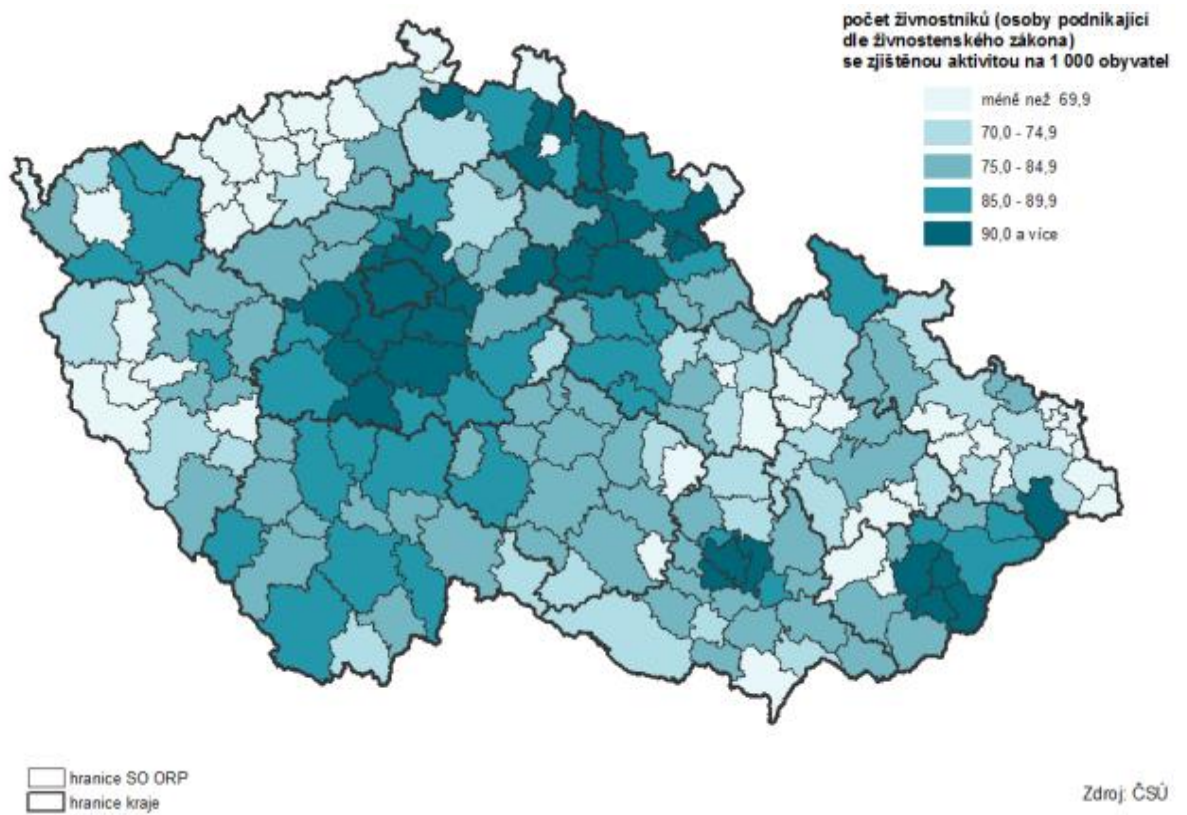 počet živnostníků (osoby podnikající
dle živnostenského zákona)
se zjištěnou aktivitou na 1 000 obyvatel
méně než 69,9
70,0 - 74,9
75,0 - 84,9
85,0 - 89,9
90,0 a více
hranice SO ORP
hranice kraje
Zdroj: ČSÚ